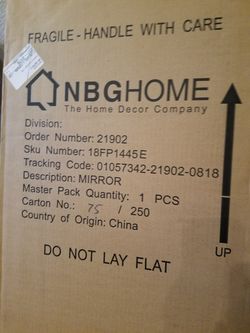 FRAGILE - HANDLE WITH CARE
NBGHOME
The Home Decor Company
Division:
Order Number: 21902
Sku Number: 18FP1445E
Tracking Code: 01057342-21902-0818
Description: MIRROR
Master Pack Quantity: 1 PCS
Carton No.: 75 / 250
Country of Origin: China
UP
DO NOT LAY FLAT